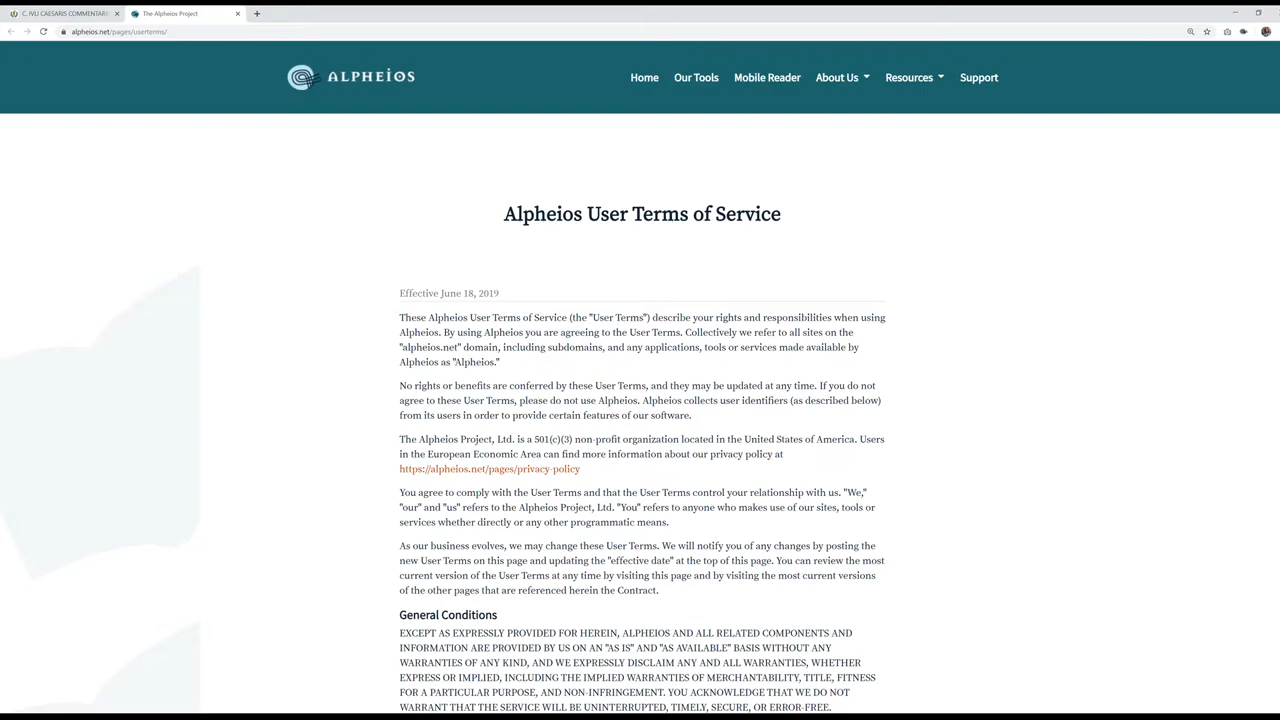 C. IVLI CAESARIS COMMENTARI
The Alpheios Project
alpheios.net/pages/userterms/
ALPHEIOS
Home Our Tools Mobile Reader About Us Resources Support
Alpheios User Terms of Service
Effective June 18, 2019
These Alpheios User Terms of Service (the "User Terms") describe your rights and responsibilities when using
Alpheios. By using Alpheios you are agreeing to the User Terms. Collectively we refer to all sites on the
"alpheios.net" domain, including subdomains, and any applications, tools or services made available by
Alpheios as "Alpheios."
No rights or benefits are conferred by these User Terms, and they may be updated at any time. If you do not
agree to these User Terms, please do not use Alpheios. Alpheios collects user identifiers (as described below)
from its users in order to provide certain features of our software.
The Alpheios Project, Ltd. is a 501(c)(3) non-profit organization located in the United States of America. Users
in the European Economic Area can find more information about our privacy policy at
https://alpheios.net/pages/privacy-policy
You agree to comply with the User Terms and that the User Terms control your relationship with us. "We,"
"our" and "us" refers to the Alpheios Project, Ltd. "You" refers to anyone who makes use of our sites, tools or
services whether directly or any other programmatic means.
As our business evolves, we may change these User Terms. We will notify you of any changes by posting the
new User Terms on this page and updating the "effective date" at the top of this page. You can review the most
current version of the User Terms at any time by visiting this page and by visiting the most current versions
of the other pages that are referenced herein the Contract.
General Conditions
EXCEPT AS EXPRESSLY PROVIDED FOR HEREIN, ALPHEIOS AND ALL RELATED COMPONENTS AND
INFORMATION ARE PROVIDED BY US ON AN "AS IS" AND "AS AVAILABLE" BASIS WITHOUT ANY
WARRANTIES OF ANY KIND, AND WE EXPRESSLY DISCLAIM ANY AND ALL WARRANTIES, WHETHER
EXPRESS OR IMPLIED, INCLUDING THE IMPLIED WARRANTIES OF MERCHANTABILITY, TITLE, FITNESS
FOR A PARTICULAR PURPOSE, AND NON-INFRINGEMENT. YOU ACKNOWLEDGE THAT WE DO NOT
WARRANT THAT THE SERVICE WILL BE UNINTERRUPTED, TIMELY, SECURE, OR ERROR-FREE.